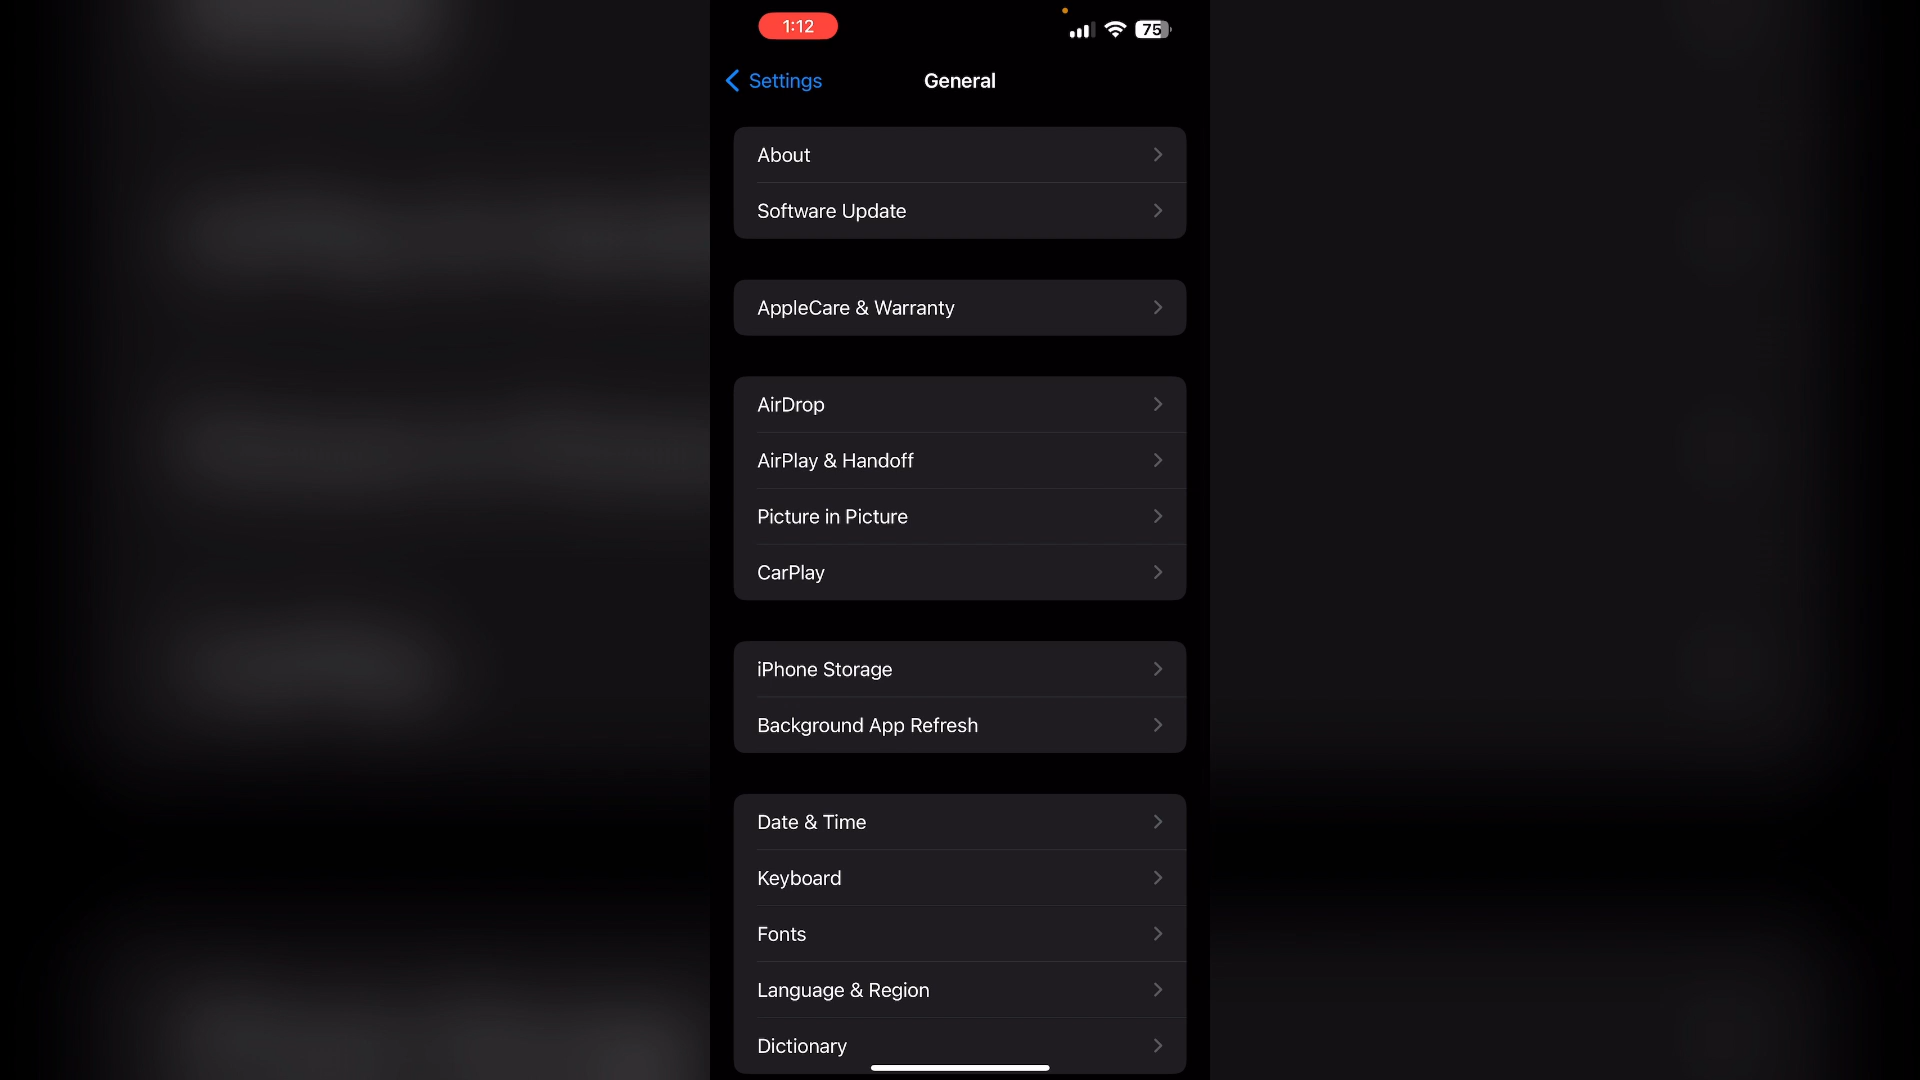 1:12
75
Settings
General
About
Software Update
AppleCare & Warranty
AirDrop
AirPlay & Handoff
Picture in Picture
CarPlay
iPhone Storage
Background App Refresh
Date & Time
Keyboard
Fonts
Language & Region
Dictionary